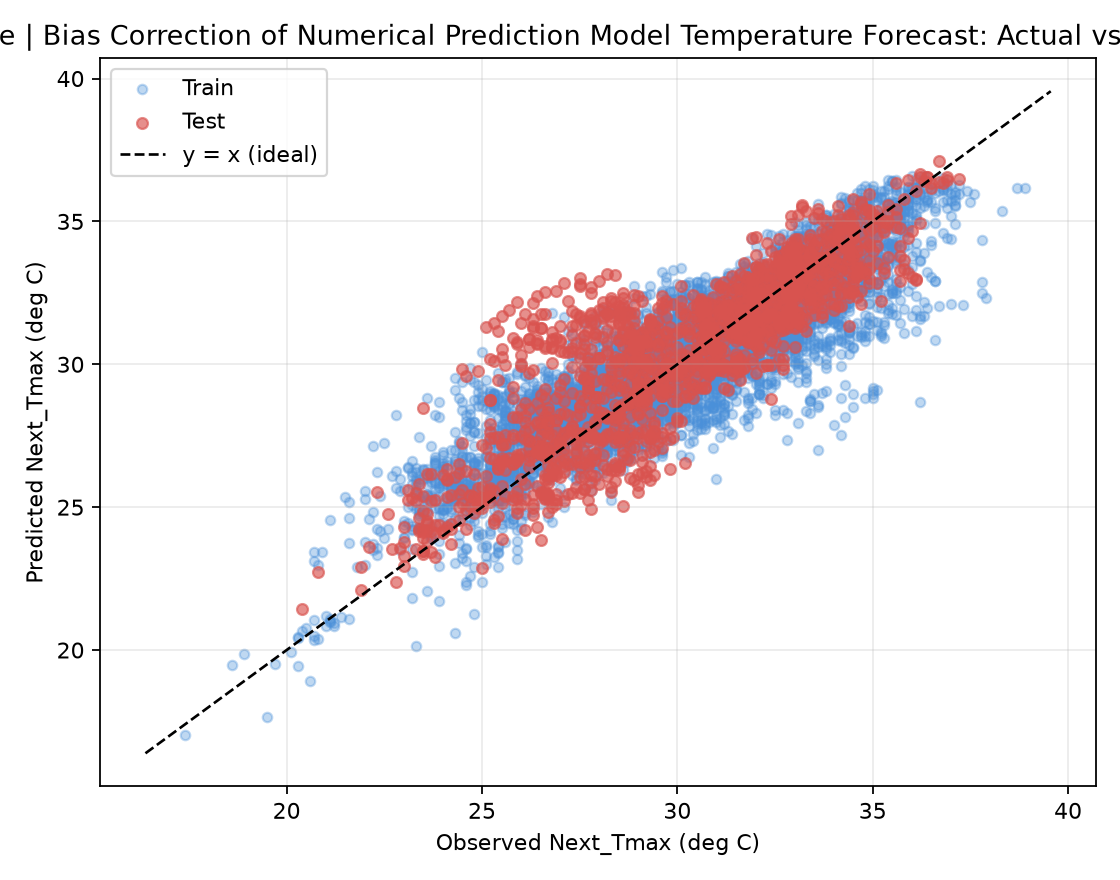 e | Bias Correction of Numerical Prediction Model Temperature Forecast: Actual vs
Train
Test
y = x (ideal)
40
35
30
25
20
Predicted Next_Tmax (deg C)
20 25 30 35 40
Observed Next_Tmax (deg C)